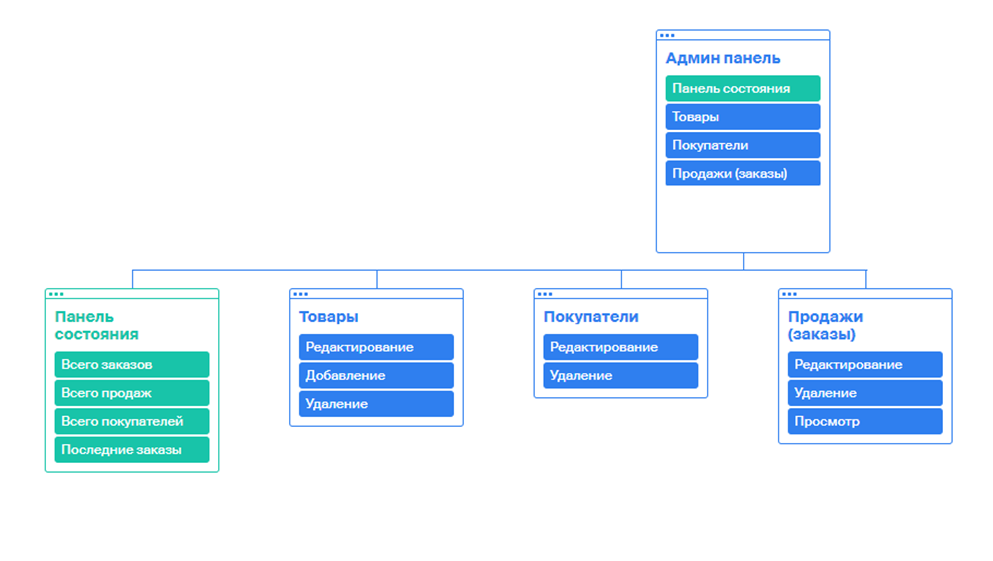 Админ панель
Панель состояния
Товары
Покупатели
Продажи (заказы)
Панель
состояния
Всего заказов
Всего продаж
Всего покупателей
Последние заказы
Товары
Редактирование
Добавление
Удаление
Покупатели
Редактирование
Удаление
Продажи
(заказы)
Редактирование
Удаление
Просмотр